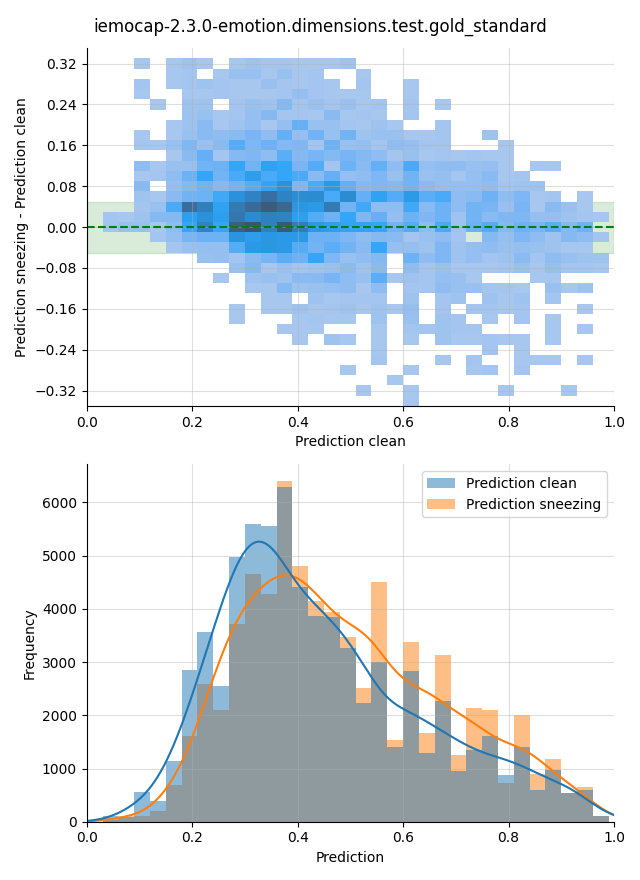 iemocap-2.3.0-emotion.dimensions.test.gold_standard
0.32
0.24
0.16
0.08
0.00
−0.08
−0.16
−0.24
−0.32
Prediction sneezing - Prediction clean
0.0 0.2 0.4 0.6 0.8 1.0
Prediction clean
Prediction clean
Prediction sneezing
6000
5000
4000
3000
2000
1000
0
Frequency
0.0 0.2 0.4 0.6 0.8 1.0
Prediction